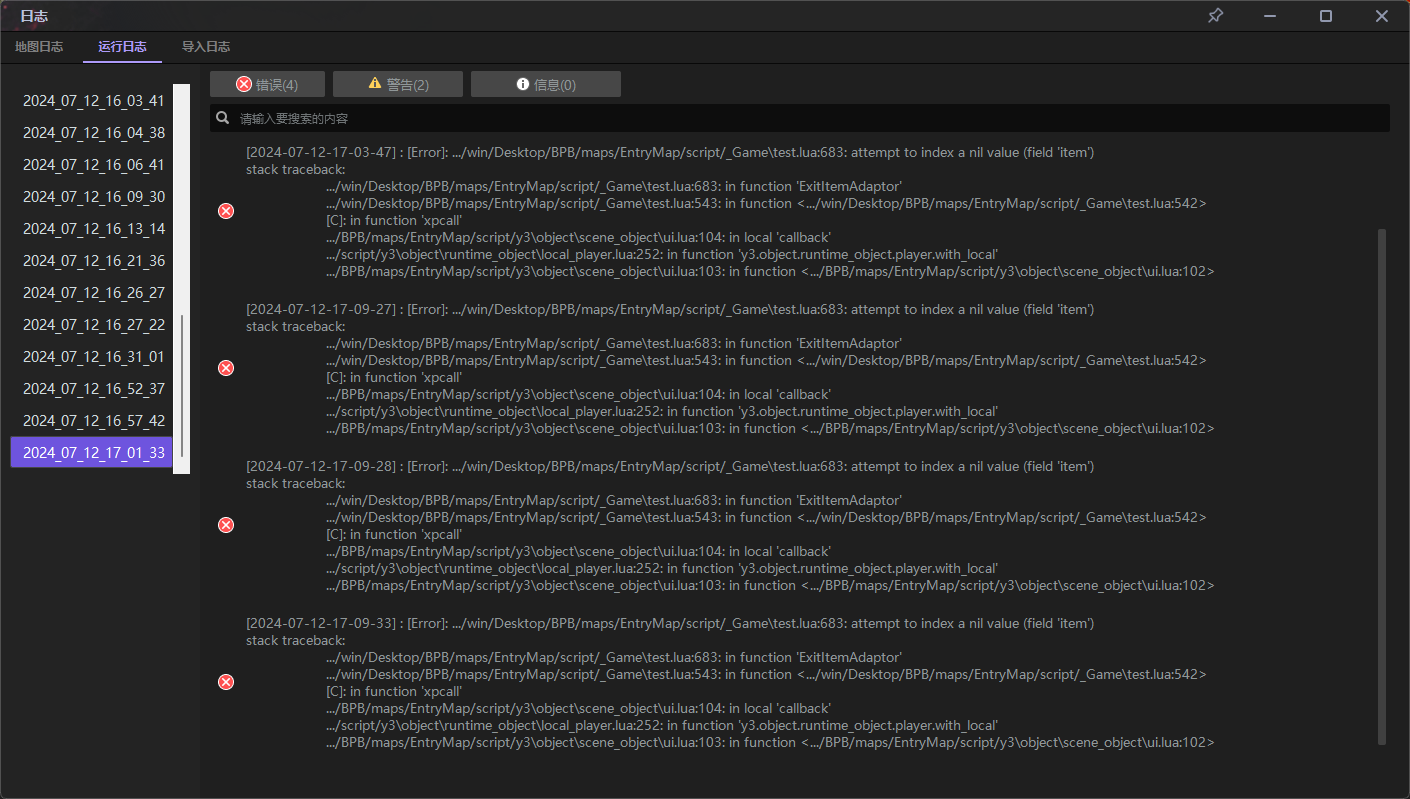 日志
地图日志 运行日志 导入日志
错误(4) 警告(2) 信息(0)
请输入要搜索的内容
2024_07_12_16_03_41
2024_07_12_16_04_38
2024_07_12_16_06_41
2024_07_12_16_09_30
2024_07_12_16_13_14
2024_07_12_16_21_36
2024_07_12_16_26_27
2024_07_12_16_27_22
2024_07_12_16_31_01
2024_07_12_16_52_37
2024_07_12_16_57_42
2024_07_12_17_01_33
[2024-07-12-17-03-47] : [Error]: .../win/Desktop/BPB/maps/EntryMap/script/_Game\test.lua:683: attempt to index a nil value (field 'item')
stack traceback:
.../win/Desktop/BPB/maps/EntryMap/script/_Game\test.lua:683: in function 'ExitItemAdaptor'
.../win/Desktop/BPB/maps/EntryMap/script/_Game\test.lua:543: in function <.../win/Desktop/BPB/maps/EntryMap/script/_Game\test.lua:542>
[C]: in function 'xpcall'
.../BPB/maps/EntryMap/script/y3\object\scene_object\ui.lua:104: in local 'callback'
.../script/y3\object\runtime_object\local_player.lua:252: in function 'y3.object.runtime_object.player.with_local'
.../BPB/maps/EntryMap/script/y3\object\scene_object\ui.lua:103: in function <.../BPB/maps/EntryMap/script/y3\object\scene_object\ui.lua:102>
[2024-07-12-17-09-27] : [Error]: .../win/Desktop/BPB/maps/EntryMap/script/_Game\test.lua:683: attempt to index a nil value (field 'item')
stack traceback:
.../win/Desktop/BPB/maps/EntryMap/script/_Game\test.lua:683: in function 'ExitItemAdaptor'
.../win/Desktop/BPB/maps/EntryMap/script/_Game\test.lua:543: in function <.../win/Desktop/BPB/maps/EntryMap/script/_Game\test.lua:542>
[C]: in function 'xpcall'
.../BPB/maps/EntryMap/script/y3\object\scene_object\ui.lua:104: in local 'callback'
.../script/y3\object\runtime_object\local_player.lua:252: in function 'y3.object.runtime_object.player.with_local'
.../BPB/maps/EntryMap/script/y3\object\scene_object\ui.lua:103: in function <.../BPB/maps/EntryMap/script/y3\object\scene_object\ui.lua:102>
[2024-07-12-17-09-28] : [Error]: .../win/Desktop/BPB/maps/EntryMap/script/_Game\test.lua:683: attempt to index a nil value (field 'item')
stack traceback:
.../win/Desktop/BPB/maps/EntryMap/script/_Game\test.lua:683: in function 'ExitItemAdaptor'
.../win/Desktop/BPB/maps/EntryMap/script/_Game\test.lua:543: in function <.../win/Desktop/BPB/maps/EntryMap/script/_Game\test.lua:542>
[C]: in function 'xpcall'
.../BPB/maps/EntryMap/script/y3\object\scene_object\ui.lua:104: in local 'callback'
.../script/y3\object\runtime_object\local_player.lua:252: in function 'y3.object.runtime_object.player.with_local'
.../BPB/maps/EntryMap/script/y3\object\scene_object\ui.lua:103: in function <.../BPB/maps/EntryMap/script/y3\object\scene_object\ui.lua:102>
[2024-07-12-17-09-33] : [Error]: .../win/Desktop/BPB/maps/EntryMap/script/_Game\test.lua:683: attempt to index a nil value (field 'item')
stack traceback:
.../win/Desktop/BPB/maps/EntryMap/script/_Game\test.lua:683: in function 'ExitItemAdaptor'
.../win/Desktop/BPB/maps/EntryMap/script/_Game\test.lua:543: in function <.../win/Desktop/BPB/maps/EntryMap/script/_Game\test.lua:542>
[C]: in function 'xpcall'
.../BPB/maps/EntryMap/script/y3\object\scene_object\ui.lua:104: in local 'callback'
.../script/y3\object\runtime_object\local_player.lua:252: in function 'y3.object.runtime_object.player.with_local'
.../BPB/maps/EntryMap/script/y3\object\scene_object\ui.lua:103: in function <.../BPB/maps/EntryMap/script/y3\object\scene_object\ui.lua:102>